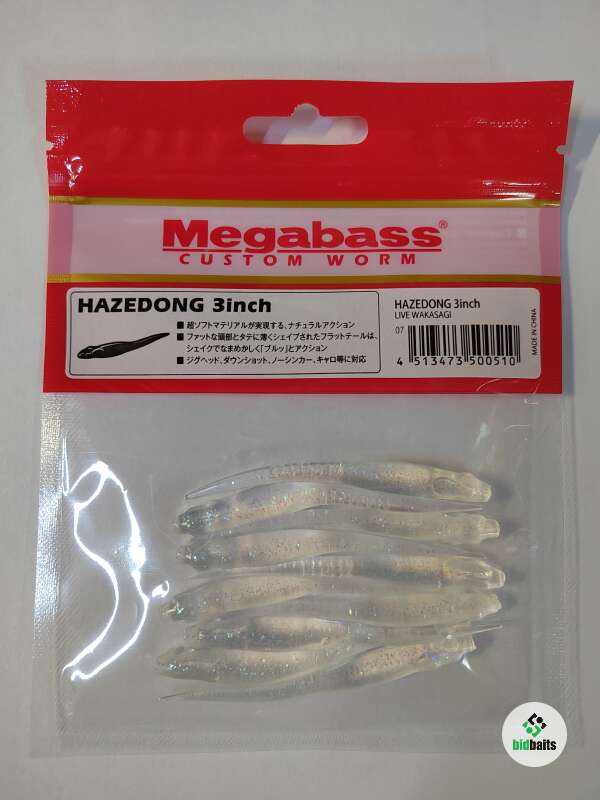 Megabass®
CUSTOM WORM
HAZEDONG 3inch
■ 超ソフトマテリアルが実現する、ナチュラルアクション
■ ファットな頭部とタテに薄くシェイプされたフラットテールは、
シェイクでなまめかしく「ブルッ」とアクション
■ ジグヘッド、ダウンショット、ノーシンカー、キャロ等に対応
HAZEDONG 3inch
LIVE WAKASAGI
07
4 513473 500510
MADE IN CHINA
bidbaits